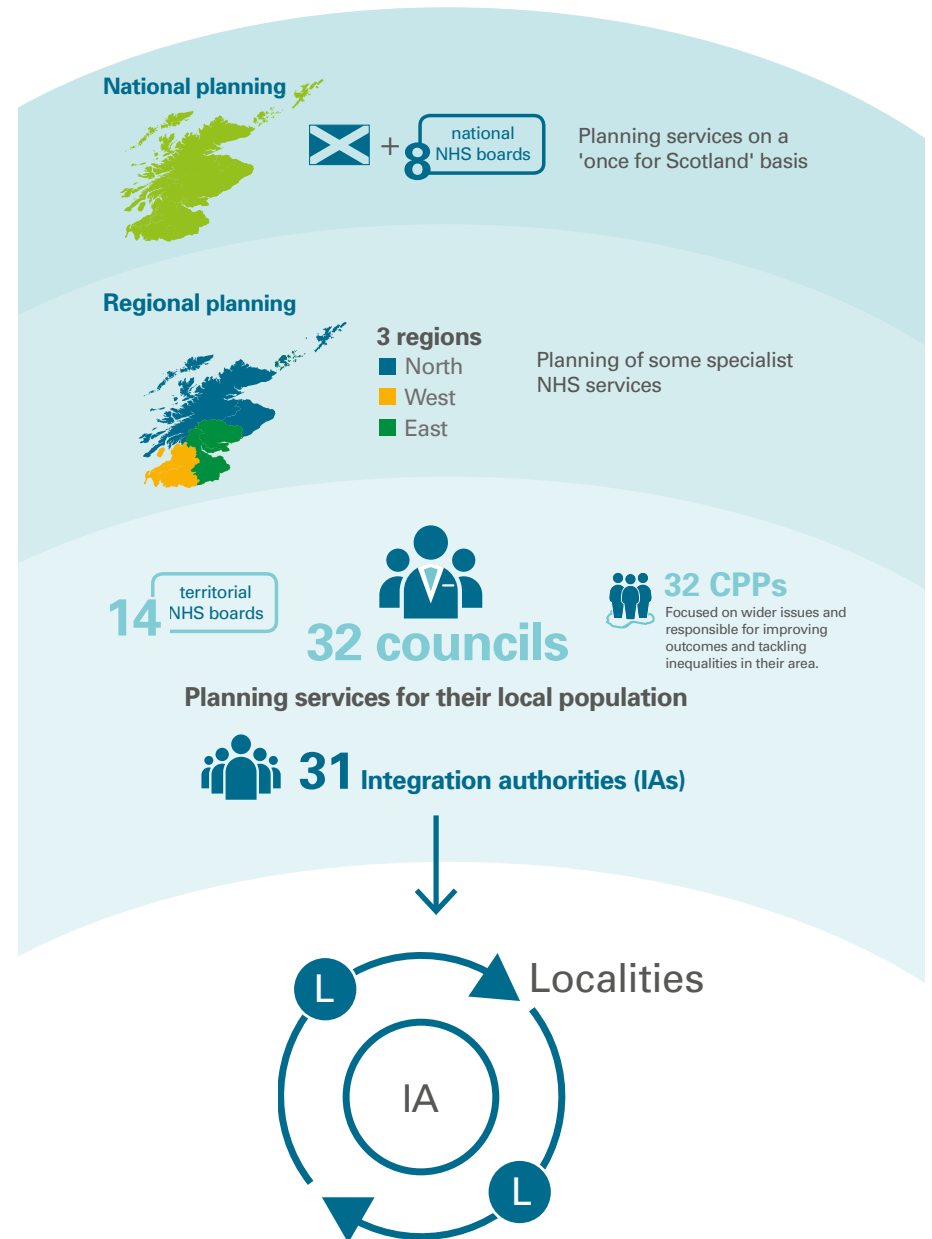 National planning
+
8
national
NHS boards
Planning services on a
'once for Scotland' basis
Regional planning
3 regions
North
West
East
Planning of some specialist
NHS services
14
territorial
NHS boards
32 councils
32 CPPs
Focused on wider issues and
responsible for improving
outcomes and tackling
inequalities in their area.
Planning services for their local population
31 Integration authorities (IAs)
L
Localities
IA
L